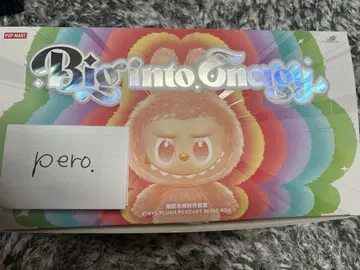 POP MART
Big into Energy
pero.
VINYL PLUSH PENDANT BLIND BOX